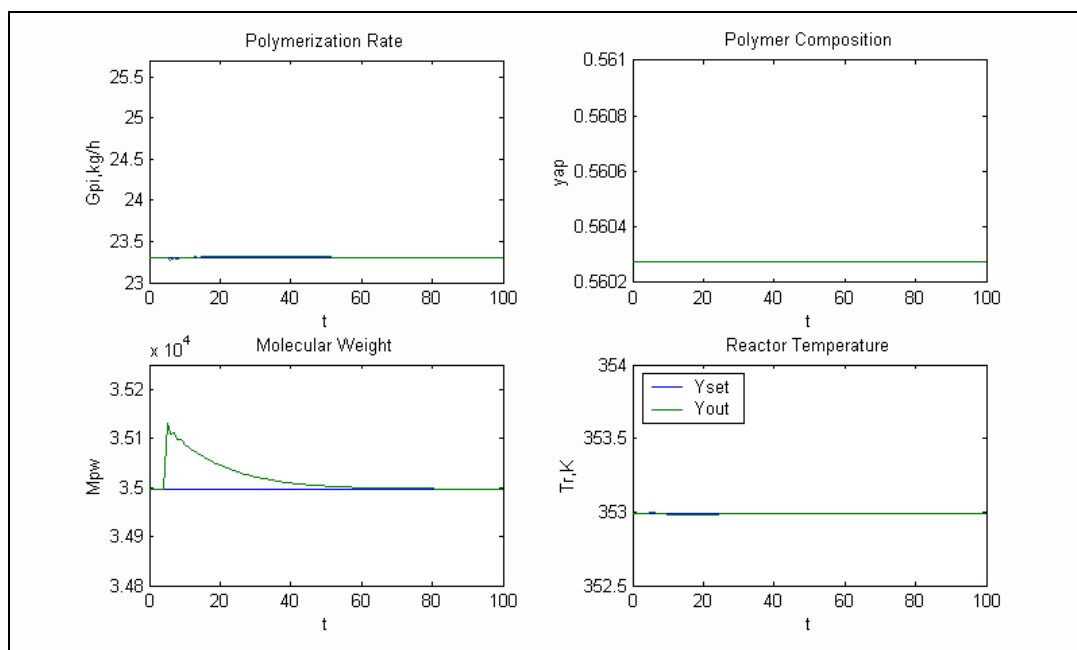 Polymerization Rate
25.5
25
24.5
24
23.5
23
Gpi,kg/h
0 20 40 60 80 100
t
Polymer Composition
0.561
0.5608
0.5606
0.5604
0.5602
yap
0 20 40 60 80 100
t
x 10^4
Molecular Weight
3.52
3.51
3.5
3.49
3.48
Mpw
0 20 40 60 80 100
t
Reactor Temperature
354
353.5
353
352.5
Tr,K
Yset
Yout
0 20 40 60 80 100
t